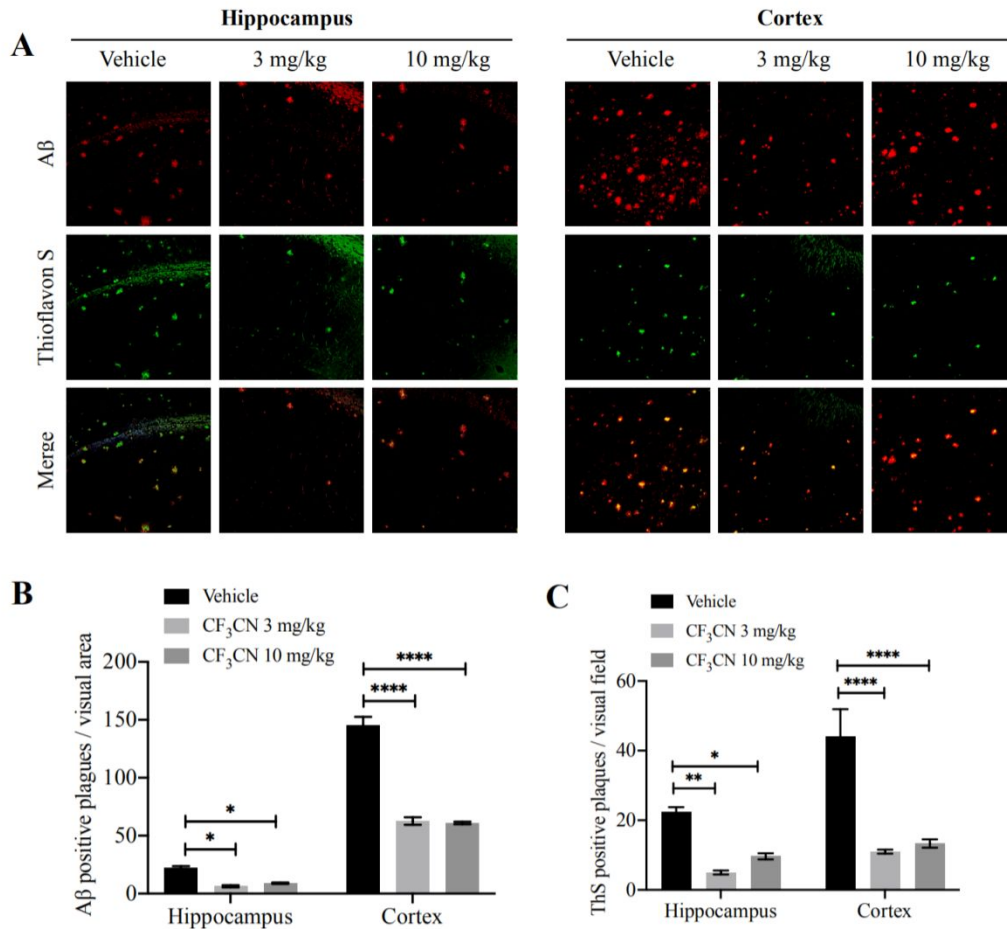 A
Hippocampus
Cortex
Vehicle
3 mg/kg
10 mg/kg
Vehicle
3 mg/kg
10 mg/kg
Aβ
Thioflavon S
Merge
B
Vehicle
CF₃CN 3 mg/kg
CF₃CN 10 mg/kg
Aβ positive plagues / visual area
200
150
100
50
0
*
*
****
****
Hippocampus
Cortex
C
Vehicle
CF₃CN 3 mg/kg
CF₃CN 10 mg/kg
ThS positive plaques / visual field
60
40
20
0
*
**
****
****
Hippocampus
Cortex